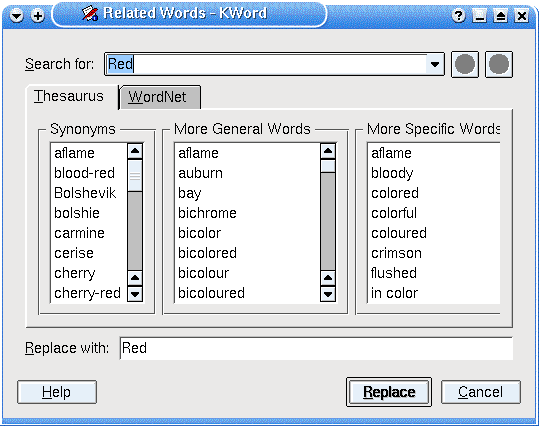 Related Words - KWord
Search for: Red
Thesaurus WordNet
Synonyms
aflame
blood-red
Bolshevik
bolshie
carmine
cerise
cherry
cherry-red
More General Words
aflame
auburn
bay
bichrome
bicolor
bicolored
bicolour
bicoloured
More Specific Words
aflame
bloody
colored
colorful
coloured
crimson
flushed
in color
Replace with: Red
Help Replace Cancel